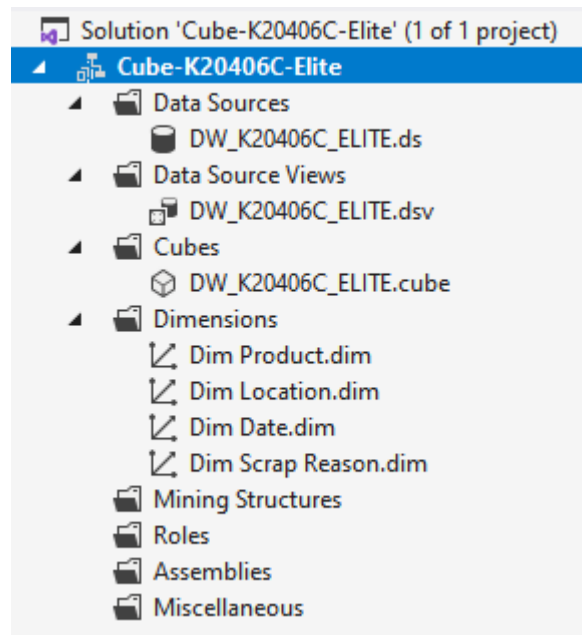 Solution 'Cube-K20406C-Elite' (1 of 1 project)
Cube-K20406C-Elite
Data Sources
DW_K20406C_ELITE.ds
Data Source Views
DW_K20406C_ELITE.dsv
Cubes
DW_K20406C_ELITE.cube
Dimensions
Dim Product.dim
Dim Location.dim
Dim Date.dim
Dim Scrap Reason.dim
Mining Structures
Roles
Assemblies
Miscellaneous